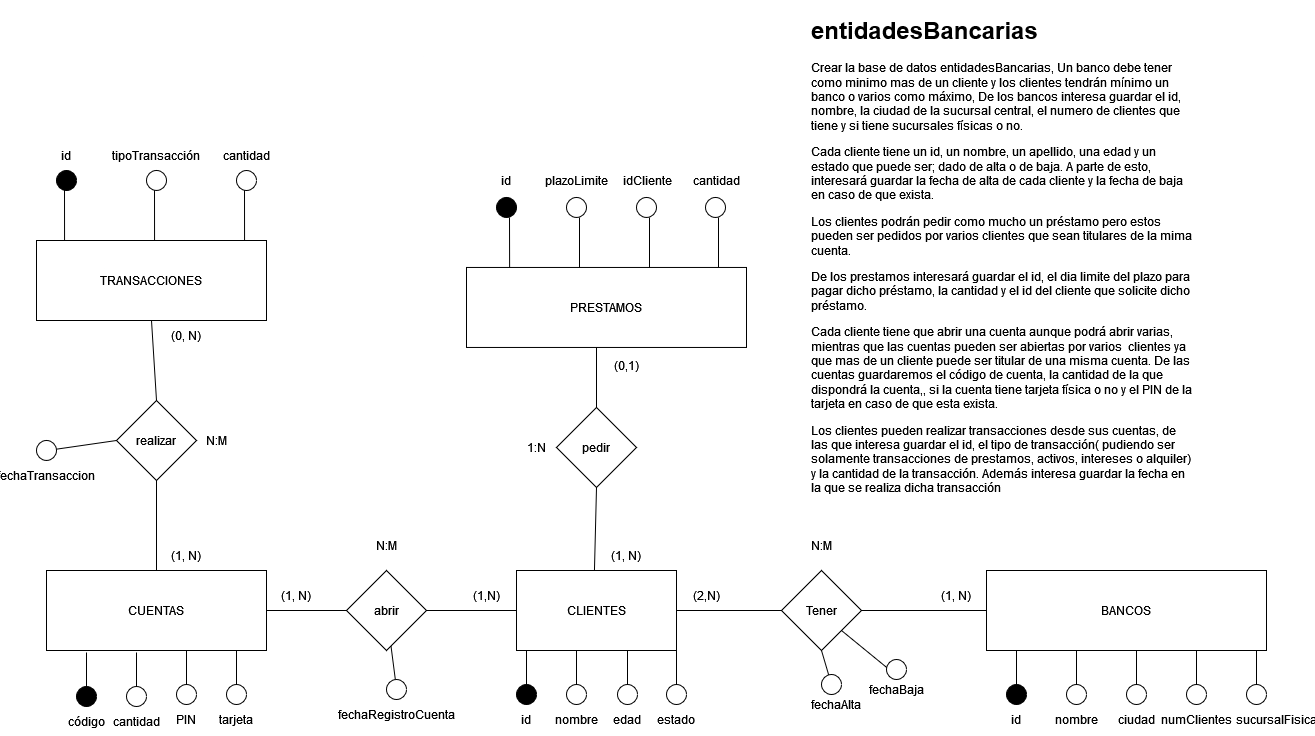 entidadesBancarias
Crear la base de datos entidadesBancarias, Un banco debe tener
como minimo mas de un cliente y los clientes tendrán mínimo un
banco o varios como máximo, De los bancos interesa guardar el id,
nombre, la ciudad de la sucursal central, el numero de clientes que
tiene y si tiene sucursales físicas o no.
Cada cliente tiene un id, un nombre, un apellido, una edad y un
estado que puede ser; dado de alta o de baja. A parte de esto,
interesará guardar la fecha de alta de cada cliente y la fecha de baja
en caso de que exista.
Los clientes podrán pedir como mucho un préstamo pero estos
pueden ser pedidos por varios clientes que sean titulares de la mima
cuenta.
De los prestamos interesará guardar el id, el dia limite del plazo para
pagar dicho préstamo, la cantidad y el id del cliente que solicite dicho
préstamo.
Cada cliente tiene que abrir una cuenta aunque podrá abrir varias,
mientras que las cuentas pueden ser abiertas por varios clientes ya
que mas de un cliente puede ser titular de una misma cuenta. De las
cuentas guardaremos el código de cuenta, la cantidad de la que
dispondrá la cuenta,, si la cuenta tiene tarjeta física o no y el PIN de la
tarjeta en caso de que esta exista.
Los clientes pueden realizar transacciones desde sus cuentas, de
las que interesa guardar el id, el tipo de transacción( pudiendo ser
solamente transacciones de prestamos, activos, intereses o alquiler)
y la cantidad de la transacción. Además interesa guardar la fecha en
la que se realiza dicha transacción
id tipoTransacción cantidad
TRANSACCIONES
(0, N)
realizar N:M
fechaTransaccion
(1, N)
id plazoLimite idCliente cantidad
PRESTAMOS
(0,1)
1:N pedir
(1, N)
N:M N:M
CUENTAS (1, N) abrir (1,N) CLIENTES (2,N) Tener (1, N) BANCOS
código cantidad PIN tarjeta
fechaRegistroCuenta
id nombre edad estado
fechaAlta
fechaBaja
id nombre ciudad numClientes sucursalFisica